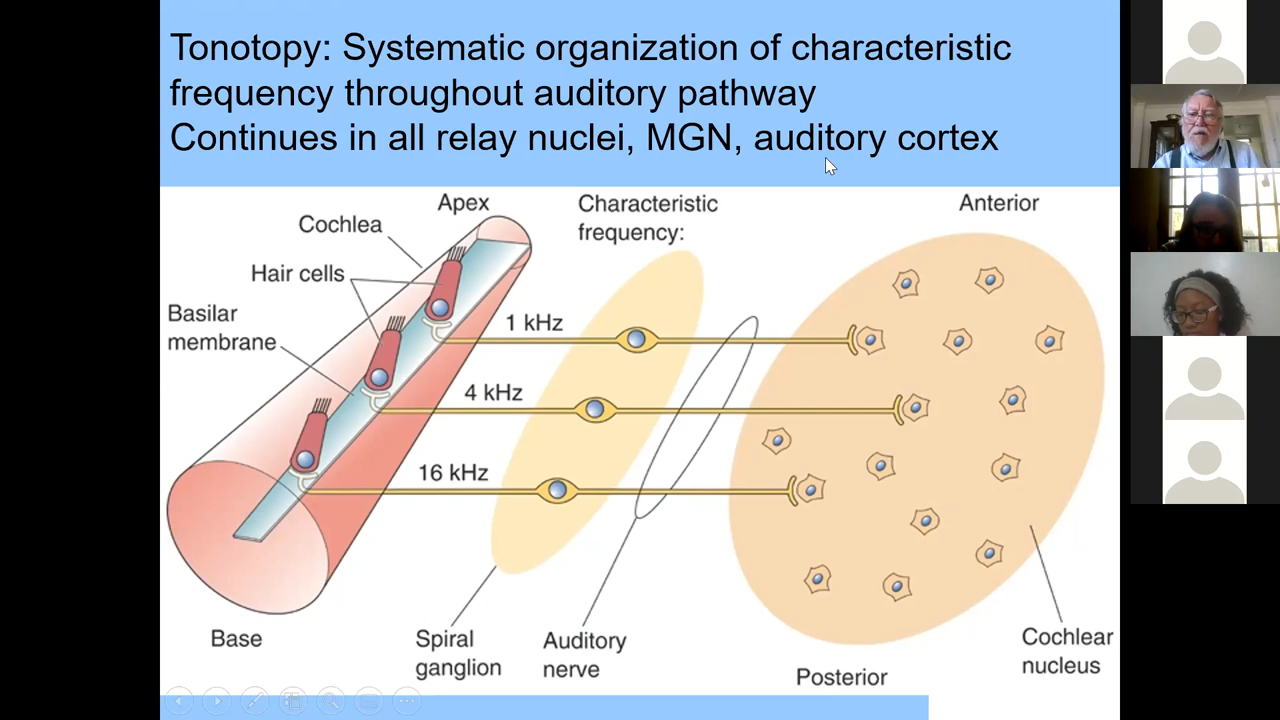 Tonotopy: Systematic organization of characteristic
frequency throughout auditory pathway
Continues in all relay nuclei, MGN, auditory cortex
Apex
Characteristic
frequency:
Anterior
Cochlea
Hair cells
Basilar
membrane
1 kHz
4 kHz
16 kHz
Base
Spiral
ganglion
Auditory
nerve
Posterior
Cochlear
nucleus